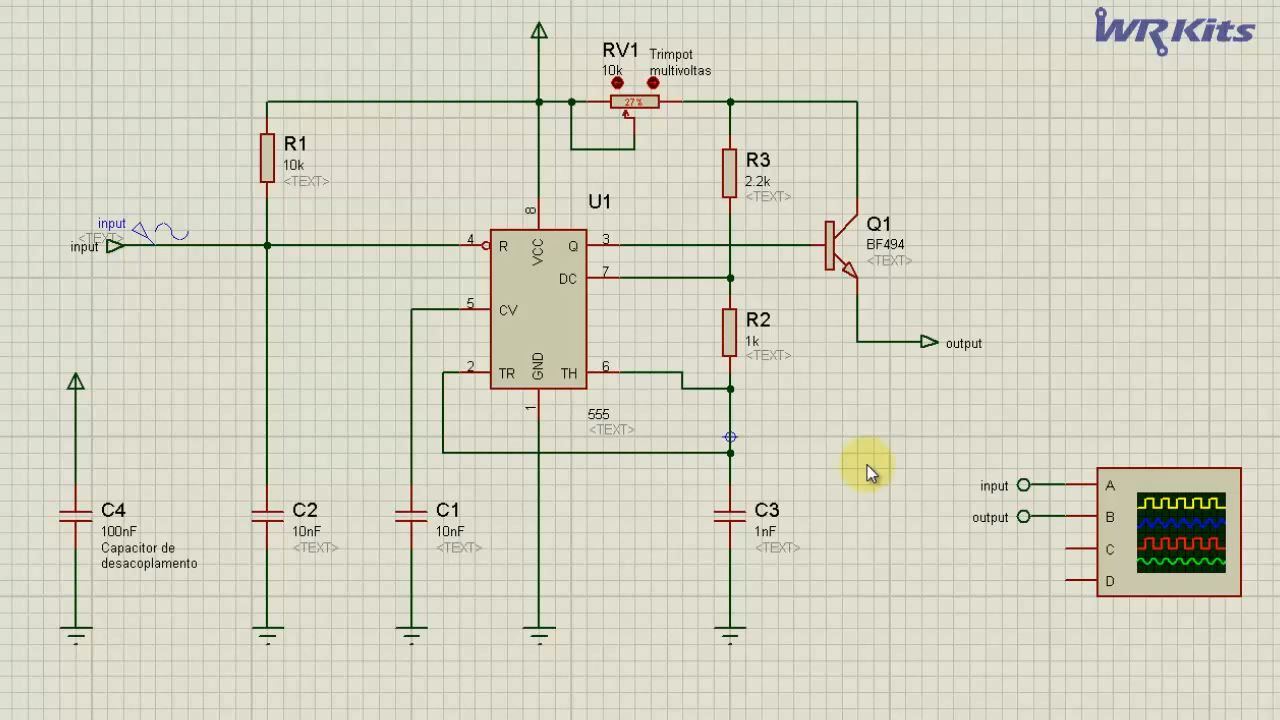 WR Kits
RV1
Trimpot
multivoltas
10k
27%
R1
10k
<TEXT>
R3
2.2k
<TEXT>
U1
input
<TEXT>
input
8
4
R
VCC
Q
3
Q1
BF494
<TEXT>
DC
7
5
CV
R2
1k
<TEXT>
output
2
TR
GND
TH
6
1
555
<TEXT>
C4
100nF
Capacitor de
desacoplamento
C2
10nF
<TEXT>
C1
10nF
<TEXT>
C3
1nF
<TEXT>
input
A
output
B
C
D